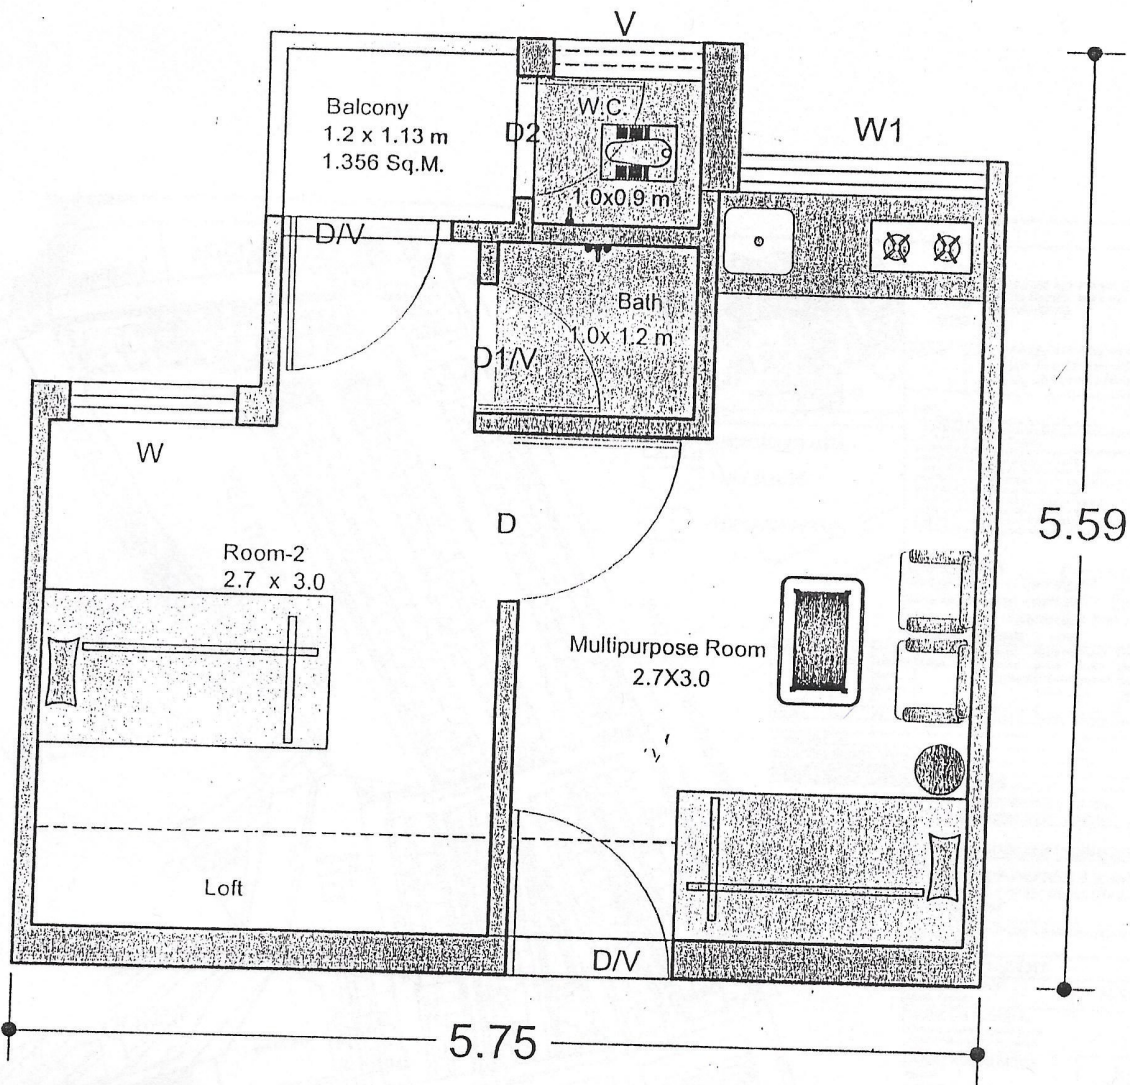 V
Balcony
1.2 x 1.13 m
1.356 Sq.M.
D2
W.C.
1.0x0.9 m
W1
D/V
Bath
1.0x 1.2 m
D1/V
W
D
5.59
Room-2
2.7 x 3.0
Multipurpose Room
2.7X3.0
Loft
D/V
5.75